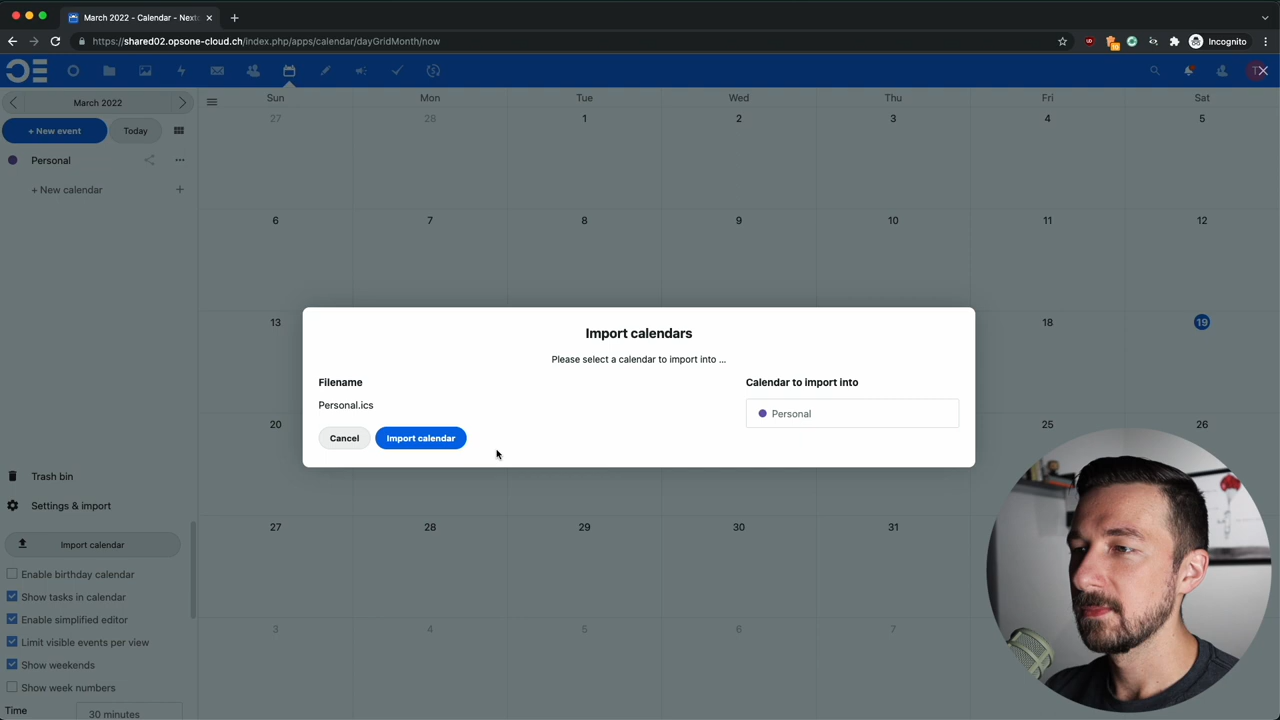 March 2022 - Calendar - Nextc
https://shared02.opsone-cloud.ch/index.php/apps/calendar/dayGridMonth/now
10
Incognito
March 2022
+ New event
Today
Personal
+ New calendar
Sun Mon Tue Wed Thu Fri Sat
27 28 1 2 3 4 5
6 7 8 9 10 11 12
13 18 19
20 25 26
27 28 29 30 31
3 4 5 6 7
Import calendars
Please select a calendar to import into ...
Filename
Calendar to import into
Personal.ics
Personal
Cancel
Import calendar
Trash bin
Settings & import
Import calendar
Enable birthday calendar
Show tasks in calendar
Enable simplified editor
Limit visible events per view
Show weekends
Show week numbers
Time
30 minutes